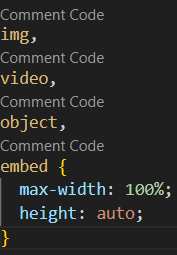 Comment Code
img,
Comment Code
video,
Comment Code
object,
Comment Code
embed {
max-width: 100%;
height: auto;
}